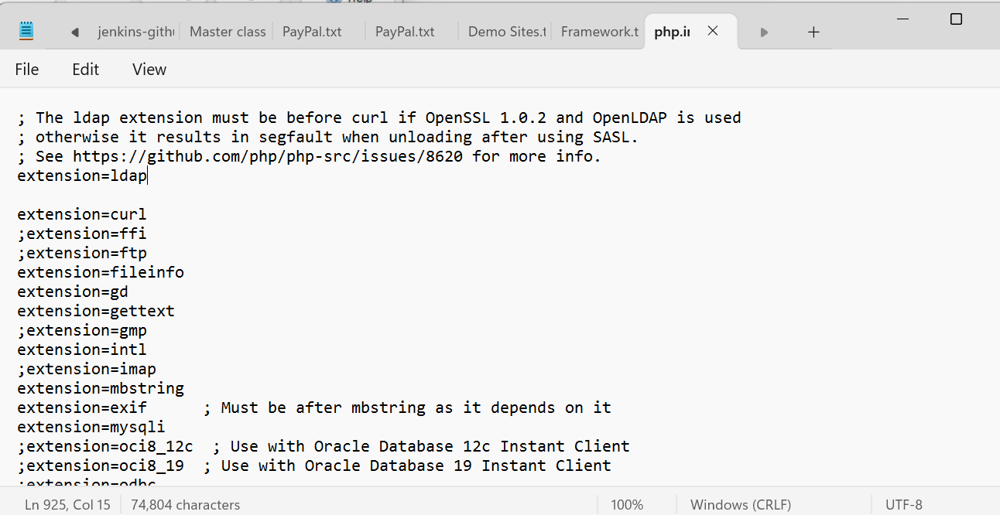 Help
jenkins-githu
Master class
PayPal.txt
PayPal.txt
Demo Sites.t
Framework.t
php.ir
File
Edit
View
; The ldap extension must be before curl if OpenSSL 1.0.2 and OpenLDAP is used
; otherwise it results in segfault when unloading after using SASL.
; See https://github.com/php/php-src/issues/8620 for more info.
extension=ldap
extension=curl
;extension=ffi
;extension=ftp
extension=fileinfo
extension=gd
extension=gettext
;extension=gmp
extension=intl
;extension=imap
extension=mbstring
extension=exif      ; Must be after mbstring as it depends on it
extension=mysqli
;extension=oci8_12c  ; Use with Oracle Database 12c Instant Client
;extension=oci8_19  ; Use with Oracle Database 19 Instant Client
;extension=odbc
Ln 925, Col 15
74,804 characters
100%
Windows (CRLF)
UTF-8